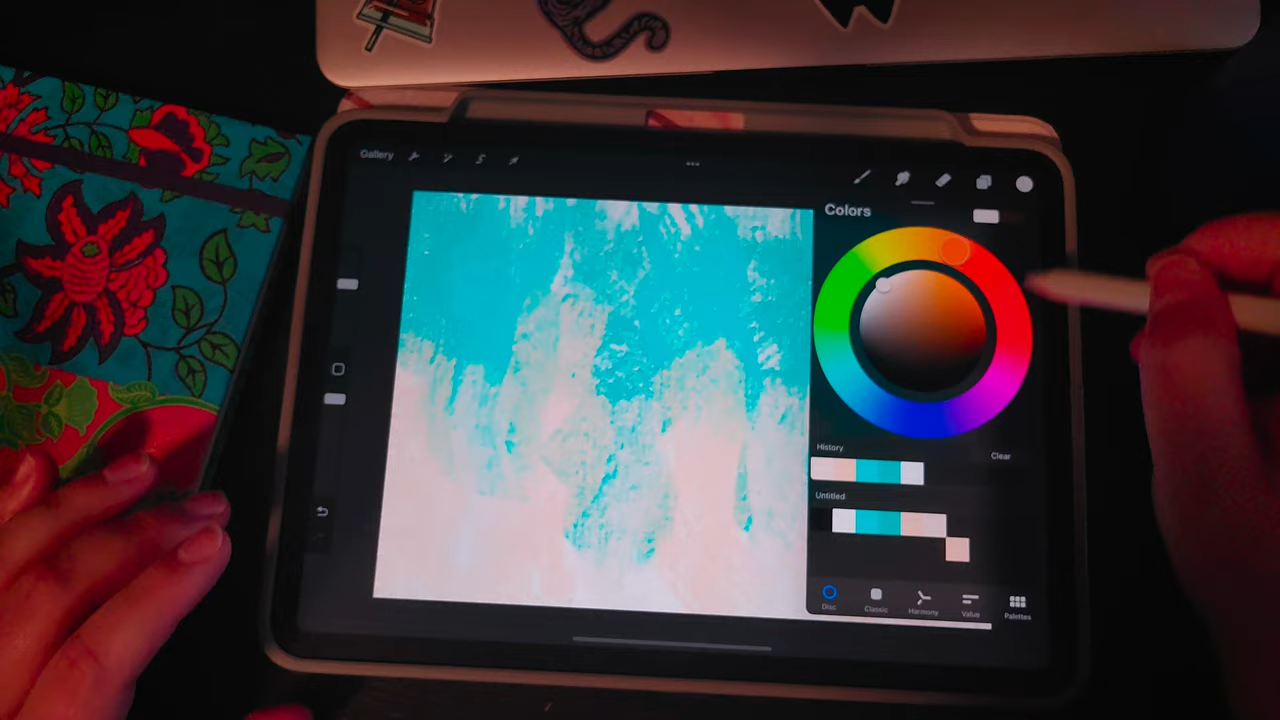 Gallery
Colors
History
Clear
Untitled
Disc
Classic
Harmony
Value
Palettes